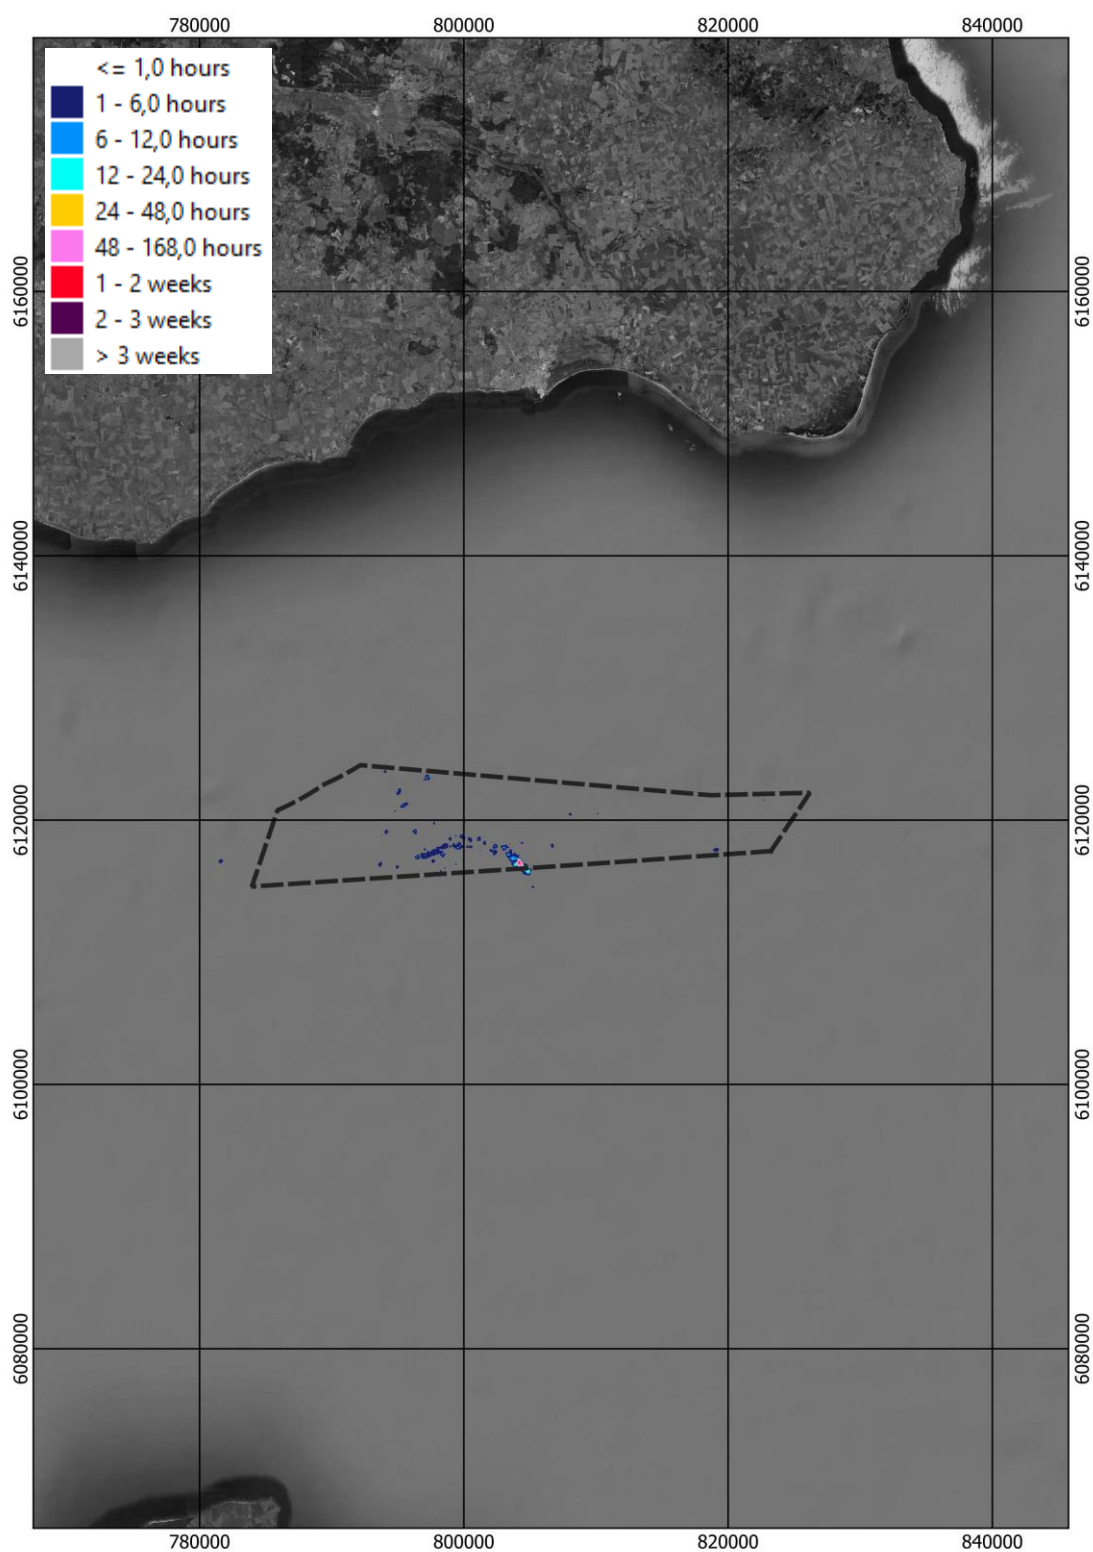 780000 800000 820000 840000
<= 1,0 hours
1 - 6,0 hours
6 - 12,0 hours
12 - 24,0 hours
24 - 48,0 hours
48 - 168,0 hours
1 - 2 weeks
2 - 3 weeks
> 3 weeks
6160000 6160000
6140000 6140000
6120000 6120000
6100000 6100000
6080000 6080000
780000 800000 820000 840000